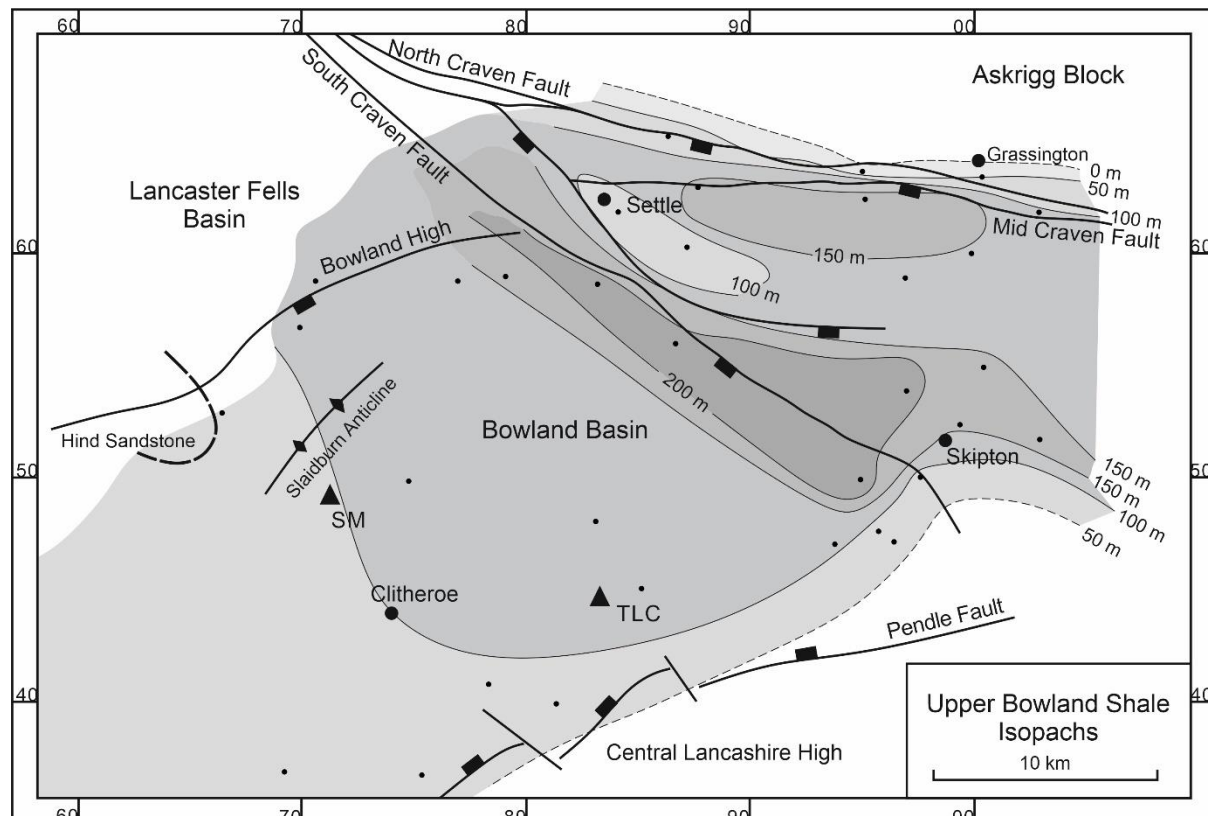 60 70 80 90 00
60 60
North Craven Fault
South Craven Fault
Askrigg Block
Grassington
0 m
50 m
100 m
Lancaster Fells
Basin
Settle
Mid Craven Fault
150 m
60 60
Bowland High
100 m
200 m
Slaidburn Anticline
Bowland Basin
Hind Sandstone
Skipton
50 50
150 m
150 m
100 m
50 m
SM
Clitheroe
TLC
Pendle Fault
40 40
Central Lancashire High
Upper Bowland Shale
Isopachs
10 km
60 70 80 90 00